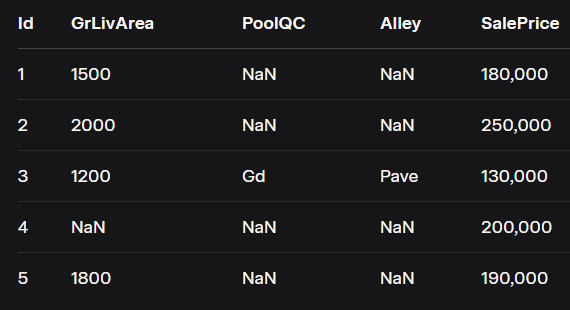 Id GrLivArea PoolQC Alley SalePrice
1 1500 NaN NaN 180,000
2 2000 NaN NaN 250,000
3 1200 Gd Pave 130,000
4 NaN NaN NaN 200,000
5 1800 NaN NaN 190,000